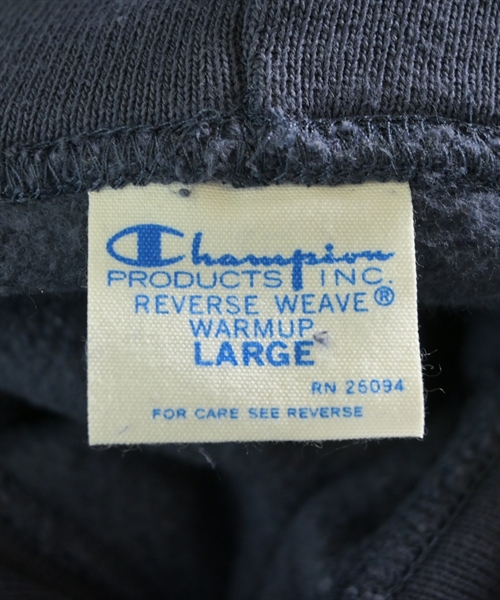 Champion
PRODUCTS INC.
REVERSE WEAVE®
WARMUP
LARGE
RN 26094
FOR CARE SEE REVERSE